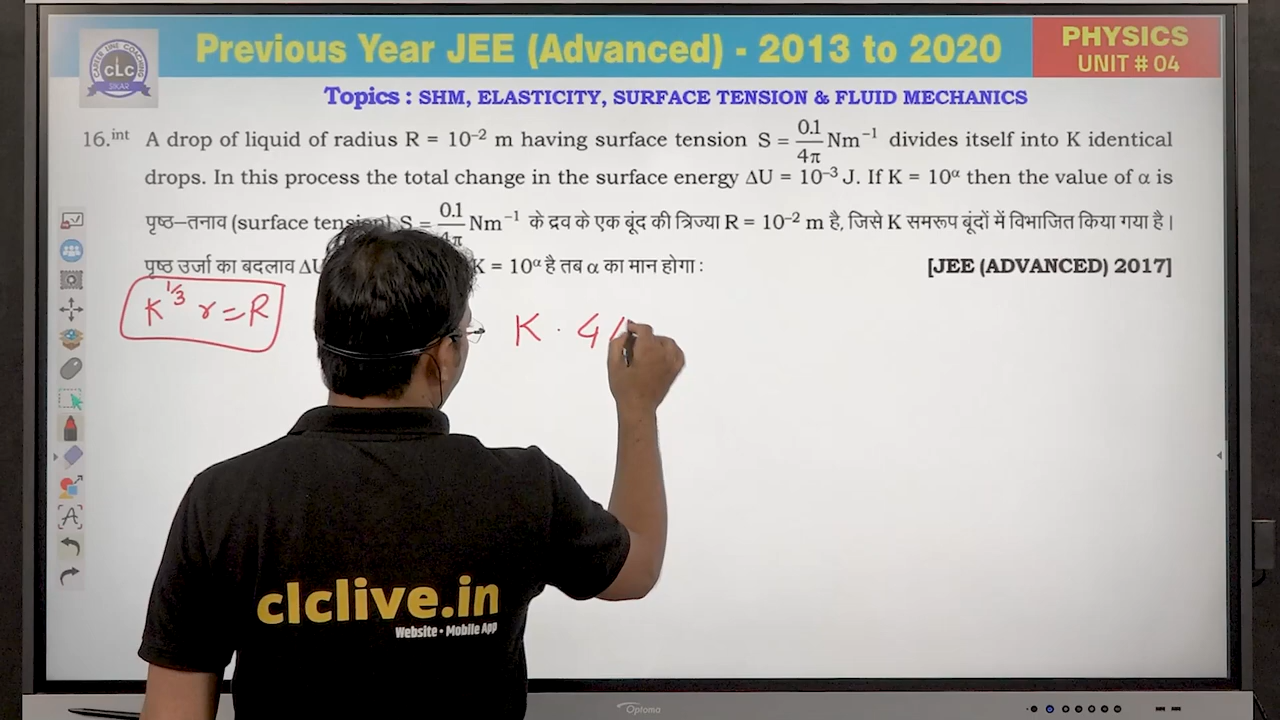 Previous Year JEE (Advanced) - 2013 to 2020
PHYSICS
UNIT # 04
CLC
SIKAR
Topics : SHM, ELASTICITY, SURFACE TENSION & FLUID MECHANICS
16.int A drop of liquid of radius R = 10⁻² m having surface tension S = 0.1/4π Nm⁻¹ divides itself into K identical
drops. In this process the total change in the surface energy ΔU = 10⁻³ J. If K = 10^α then the value of α is
पृष्ठ–तनाव (surface tension) S = 0.1/4π Nm⁻¹ के द्रव के एक बूंद की त्रिज्या R = 10⁻² m है, जिसे K समरूप बूंदों में विभाजित किया गया है।
पृष्ठ उर्जा का बदलाव ΔU K = 10^α है तब α का मान होगा :
[JEE (ADVANCED) 2017]
K^1/3 r = R
K · 4
clclive.in
Website • Mobile App
Optoma